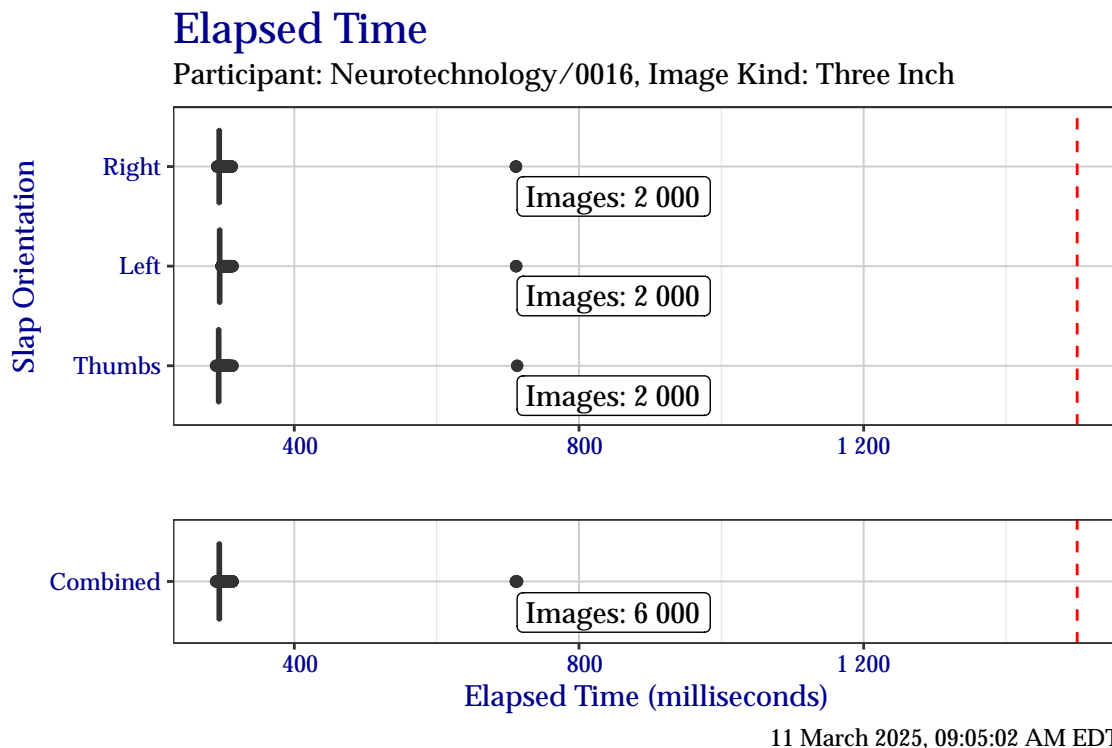 Elapsed Time
Participant: Neurotechnology/0016, Image Kind: Three Inch
Slap Orientation
Right
Images: 2 000
Left
Images: 2 000
Thumbs
Images: 2 000
400 800 1 200
Combined
Images: 6 000
400 800 1 200
Elapsed Time (milliseconds)
11 March 2025, 09:05:02 AM EDT